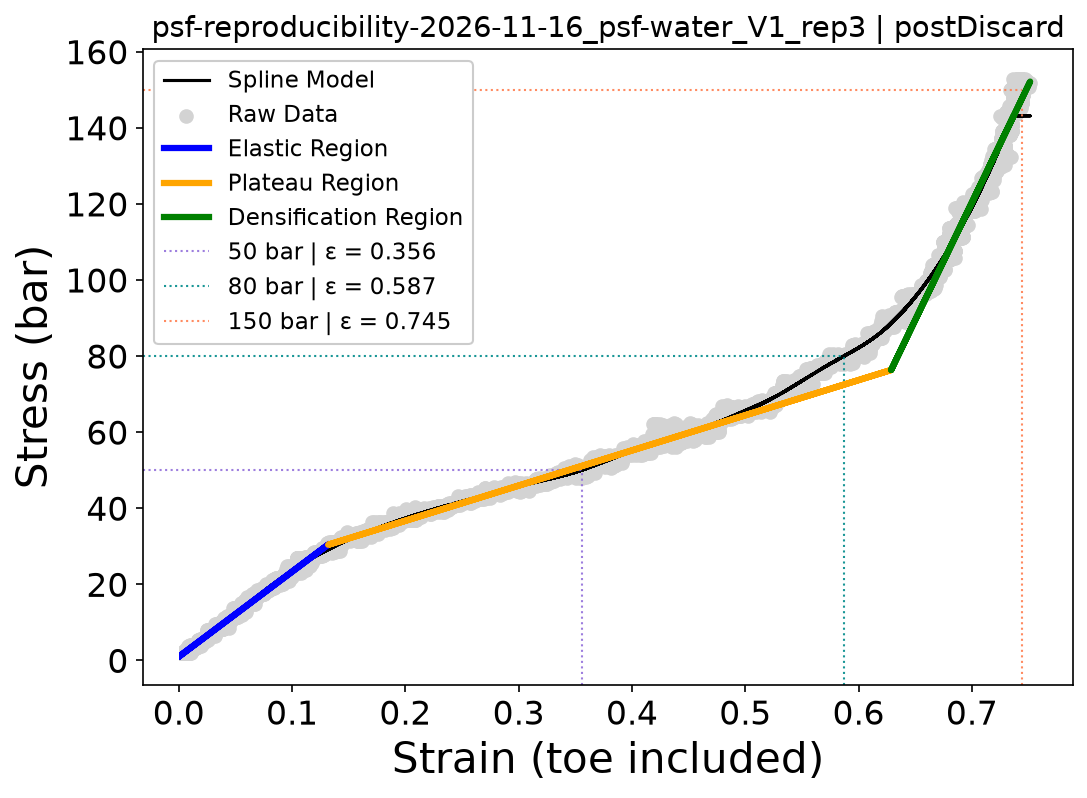 psf-reproducibility-2026-11-16_psf-water_V1_rep3 | postDiscard
160
140
120
100
80
60
40
20
0
Stress (bar)
Spline Model
Raw Data
Elastic Region
Plateau Region
Densification Region
50 bar | ε = 0.356
80 bar | ε = 0.587
150 bar | ε = 0.745
0.0 0.1 0.2 0.3 0.4 0.5 0.6 0.7
Strain (toe included)